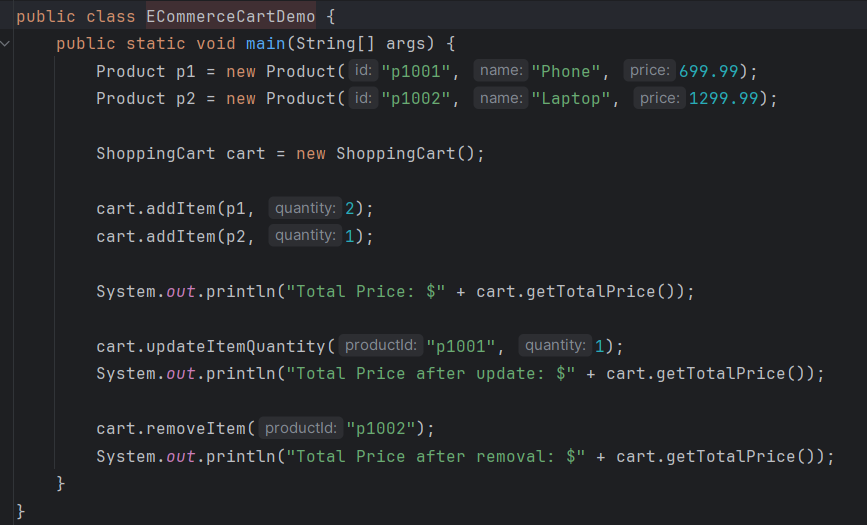 public class ECommerceCartDemo {
public static void main(String[] args) {
Product p1 = new Product( id: "p1001", name: "Phone", price: 699.99);
Product p2 = new Product( id: "p1002", name: "Laptop", price: 1299.99);
ShoppingCart cart = new ShoppingCart();
cart.addItem(p1, quantity: 2);
cart.addItem(p2, quantity: 1);
System.out.println("Total Price: $" + cart.getTotalPrice());
cart.updateItemQuantity( productId: "p1001", quantity: 1);
System.out.println("Total Price after update: $" + cart.getTotalPrice());
cart.removeItem( productId: "p1002");
System.out.println("Total Price after removal: $" + cart.getTotalPrice());
}
}